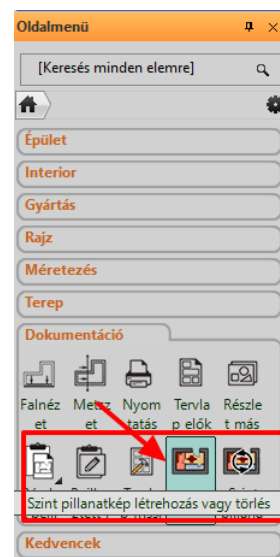 Oldalmenü
[Keresés minden elemre]
Épület
Interior
Gyártás
Rajz
Méretezés
Terep
Dokumentáció
Falnéz Metsz Nyom Tervla Részle
et et tatás p elők t más
Szint pillanatkép létrehozás vagy törlés
Kedvencek